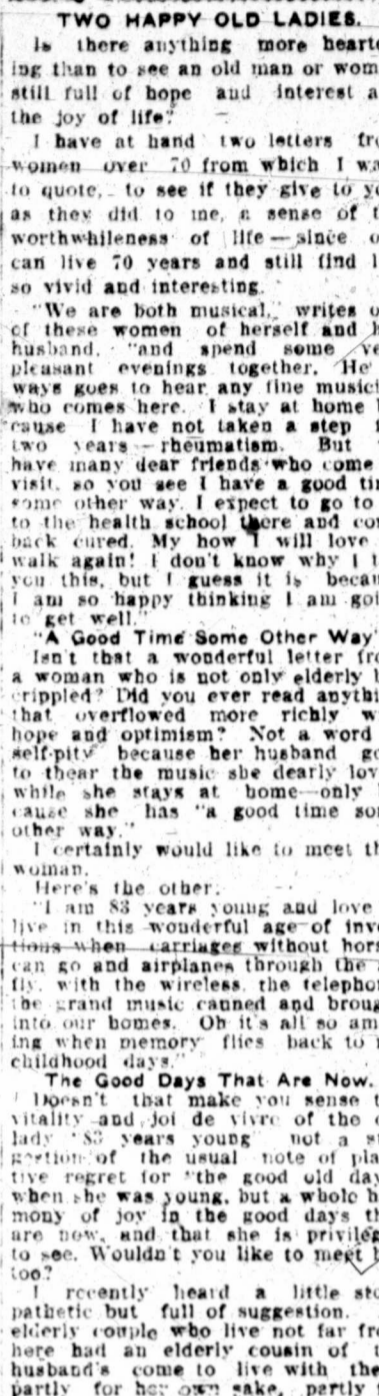 TWO HAPPY OLD LADIES.
Is there anything more hearte
ing than to see an old man or wom
still full of hope and interest a
the joy of life?
I have at hand two letters fro
women over 70 from which I wa
to quote, to see if they give to yo
as they did to me, a sense of t
worthwhileness of life — since o
can live 70 years and still find l
so vivid and interesting.
"We are both musical," writes o
of these women of herself and h
husband, "and spend some ve
pleasant evenings together. He
ways goes to hear any fine musici
who comes here. I stay at home b
cause I have not taken a step f
two years—rheumatism. But
have many dear friends who come
visit, so you see I have a good tim
some other way. I expect to go to
to the health school there and com
back cured. My how I will love
walk again! I don't know why I t
you this, but I guess it is becau
I am so happy thinking I am goi
to get well."
"A Good Time Some Other Way"
Isn't that a wonderful letter fro
a woman who is not only elderly b
crippled? Did you ever read anythi
that overflowed more richly w
hope and optimism? Not a word
self-pity because her husband go
to thear the music she dearly lov
while she stays at home—only b
cause she has "a good time som
other way."
I certainly would like to meet th
woman.
Here's the other.
"I am 83 years young and love
live in this wonderful age of inve
tions when carriages without hors
can go and airplanes through the a
fly, with the wireless, the telephon
the grand music canned and broug
into our homes. Oh it's all so am
ing when memory flies back to m
childhood days."
The Good Days That Are Now.
Doesn't that make you sense t
vitality and joi de vivre of the o
lady "83 years young" not a su
gestion of the usual note of plai
tive regret for "the good old day
when she was young, but a whole h
mony of joy in the good days th
are now, and that she is privileg
to see. Wouldn't you like to meet h
too?
I recently heard a little sto
pathetic but full of suggestion.
elderly couple who live not far fro
here had an elderly cousin of t
husband's come to live with the
partly for her own sake, partly